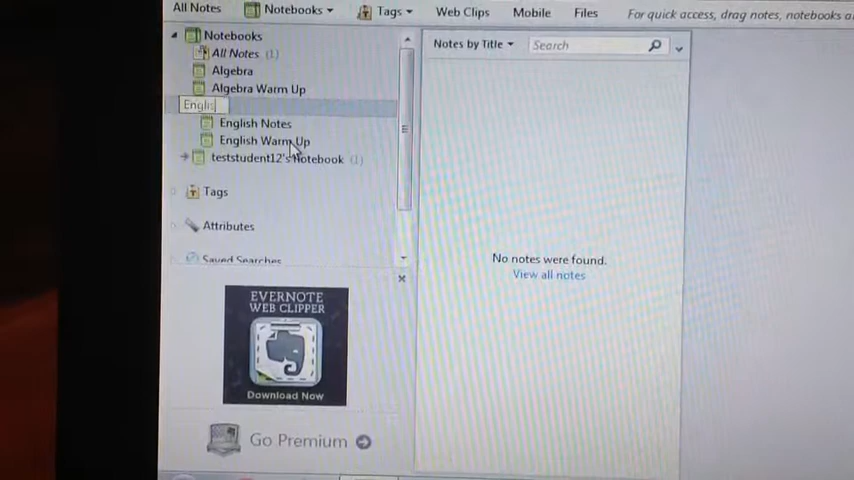 All Notes Notebooks Tags Web Clips Mobile Files For quick access, drag notes, notebooks a
Notebooks
All Notes (1)
Algebra
Algebra Warm Up
Englis
English Notes
English Warm Up
teststudent12's notebook (1)
Tags
Attributes
Saved Searches
EVERNOTE
WEB CLIPPER
Download Now
Go Premium
Notes by Title Search
No notes were found.
View all notes